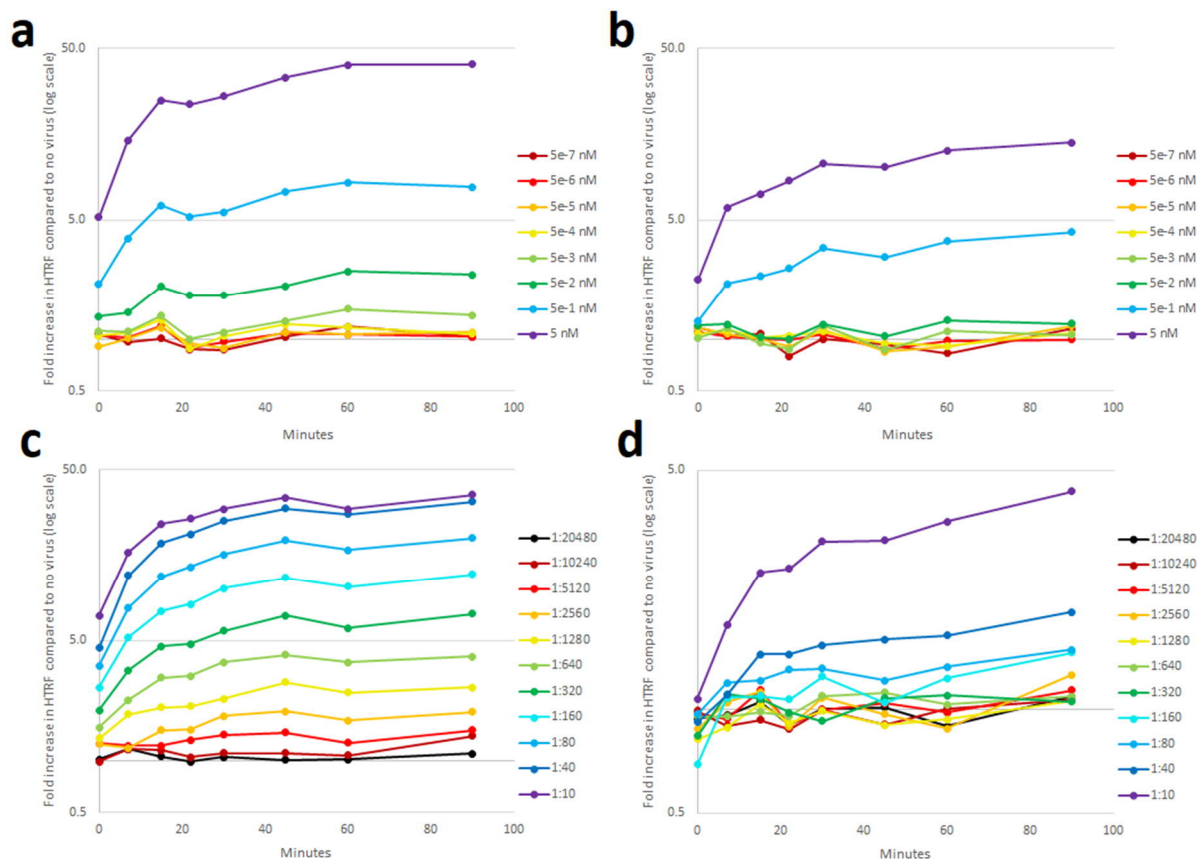 a
50.0
5.0
0.5
0
20
40
60
80
100
Minutes
Fold increase in HTRF compared to no virus (log scale)
5e-7 nM
5e-6 nM
5e-5 nM
5e-4 nM
5e-3 nM
5e-2 nM
5e-1 nM
5 nM
b
50.0
5.0
0.5
0
20
40
60
80
100
Minutes
Fold increase in HTRF compared to no virus (log scale)
5e-7 nM
5e-6 nM
5e-5 nM
5e-4 nM
5e-3 nM
5e-2 nM
5e-1 nM
5 nM
c
50.0
5.0
0.5
0
20
40
60
80
100
Minutes
Fold increase in HTRF compared to no virus (log scale)
1:20480
1:10240
1:5120
1:2560
1:1280
1:640
1:320
1:160
1:80
1:40
1:10
d
5.0
0.5
0
20
40
60
80
100
Minutes
Fold increase in HTRF compared to no virus (log scale)
1:20480
1:10240
1:5120
1:2560
1:1280
1:640
1:320
1:160
1:80
1:40
1:10